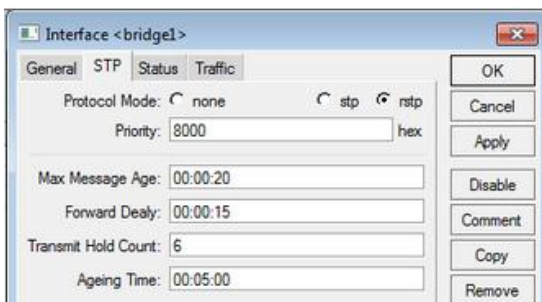 Interface <bridge1>
General STP Status Traffic
OK
Protocol Mode: none stp rstp
Cancel
Priority: 8000 hex
Apply
Max Message Age: 00:00:20
Disable
Forward Dealy: 00:00:15
Comment
Transmit Hold Count: 6
Copy
Ageing Time: 00:05:00
Remove